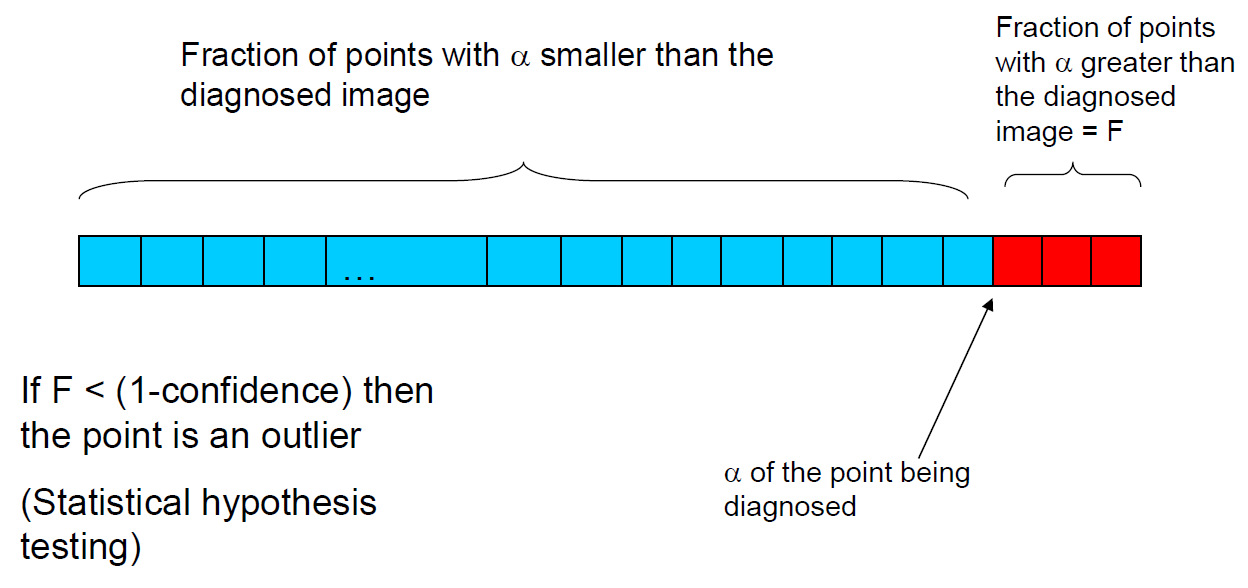 Fraction of points with α smaller than the
diagnosed image
Fraction of points
with α greater than
the diagnosed
image = F
...
If F < (1-confidence) then
the point is an outlier
(Statistical hypothesis
testing)
α of the point being
diagnosed